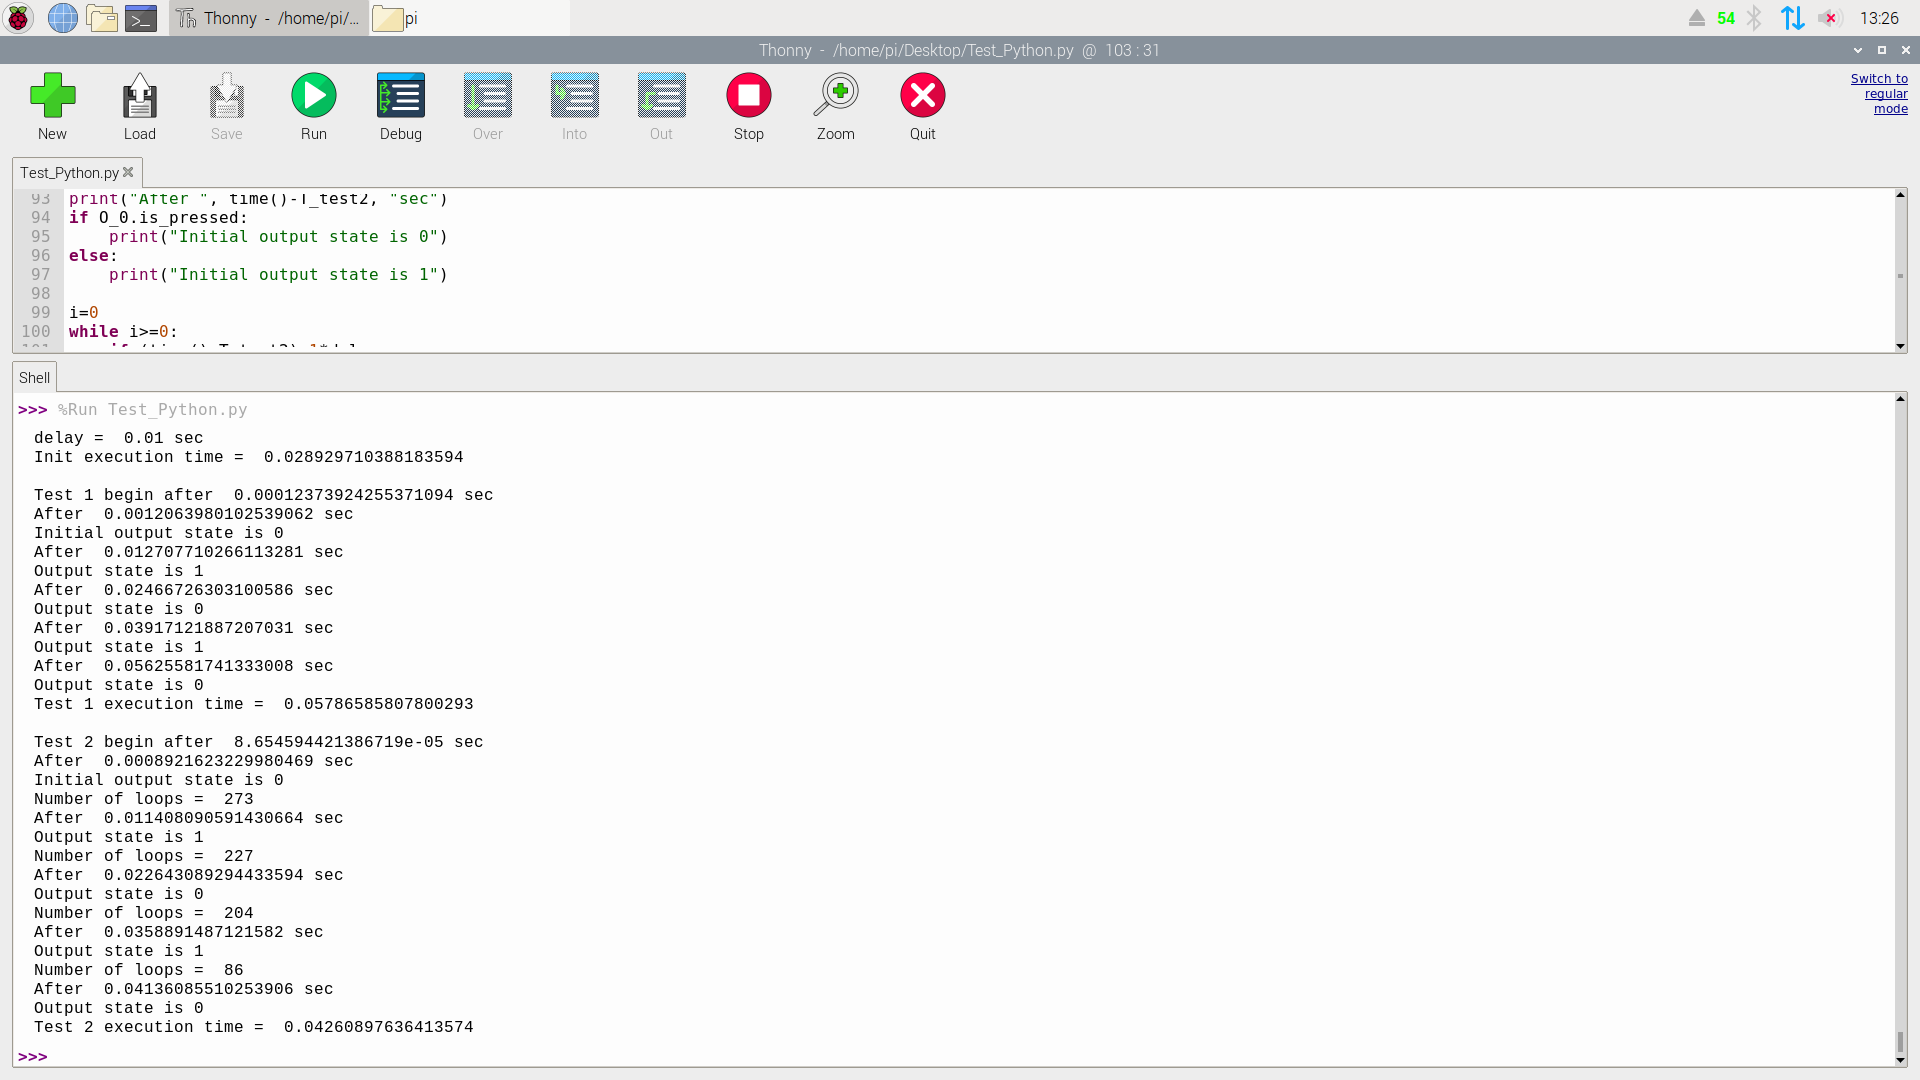 Thonny - /home/pi/...
pi
54
13:26
Thonny - /home/pi/Desktop/Test_Python.py @ 103 : 31
New
Load
Save
Run
Debug
Over
Into
Out
Stop
Zoom
Quit
Switch to
regular
mode
Test_Python.py
93 print("After ", time()-T_test2, "sec")
94 if O_0.is_pressed:
95     print("Initial output state is 0")
96 else:
97     print("Initial output state is 1")
98
99 i=0
100 while i>=0:
Shell
>>> %Run Test_Python.py
delay =  0.01 sec
Init execution time =  0.028929710388183594
Test 1 begin after  0.00012373924255371094 sec
After  0.0012063980102539062 sec
Initial output state is 0
After  0.012707710266113281 sec
Output state is 1
After  0.02466726303100586 sec
Output state is 0
After  0.03917121887207031 sec
Output state is 1
After  0.05625581741333008 sec
Output state is 0
Test 1 execution time =  0.05786585807800293
Test 2 begin after  8.654594421386719e-05 sec
After  0.0008921623229980469 sec
Initial output state is 0
Number of loops =  273
After  0.011408090591430664 sec
Output state is 1
Number of loops =  227
After  0.022643089294433594 sec
Output state is 0
Number of loops =  204
After  0.0358891487121582 sec
Output state is 1
Number of loops =  86
After  0.04136085510253906 sec
Output state is 0
Test 2 execution time =  0.04260897636413574
>>>